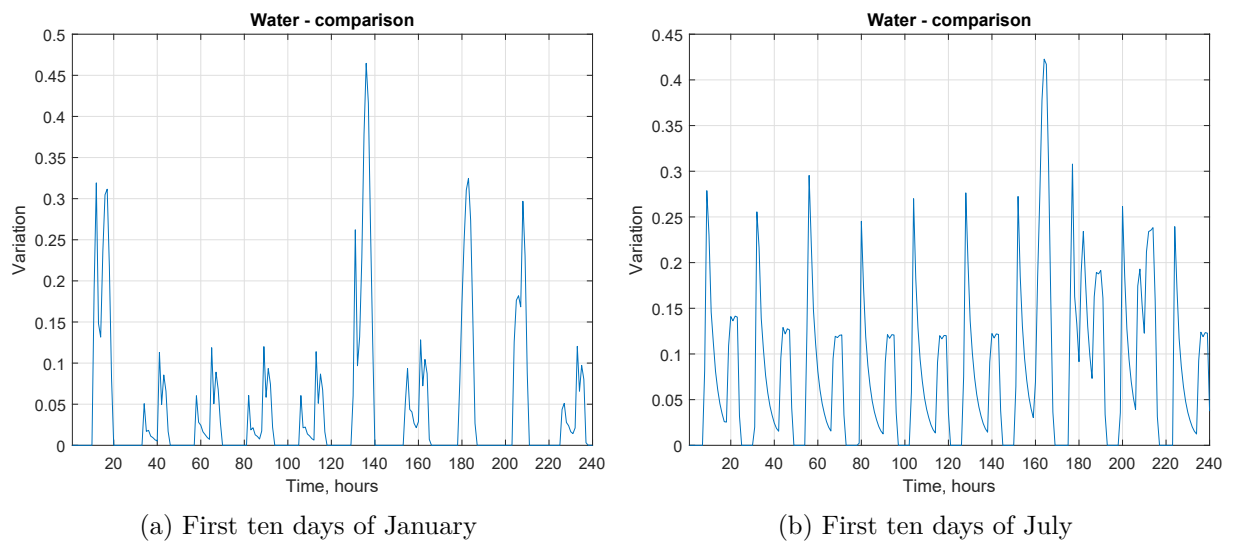 Water - comparison
0.5
0.45
0.4
0.35
0.3
0.25
0.2
0.15
0.1
0.05
0
Variation
20 40 60 80 100 120 140 160 180 200 220 240
Time, hours
(a) First ten days of January
Water - comparison
0.45
0.4
0.35
0.3
0.25
0.2
0.15
0.1
0.05
0
Variation
20 40 60 80 100 120 140 160 180 200 220 240
Time, hours
(b) First ten days of July